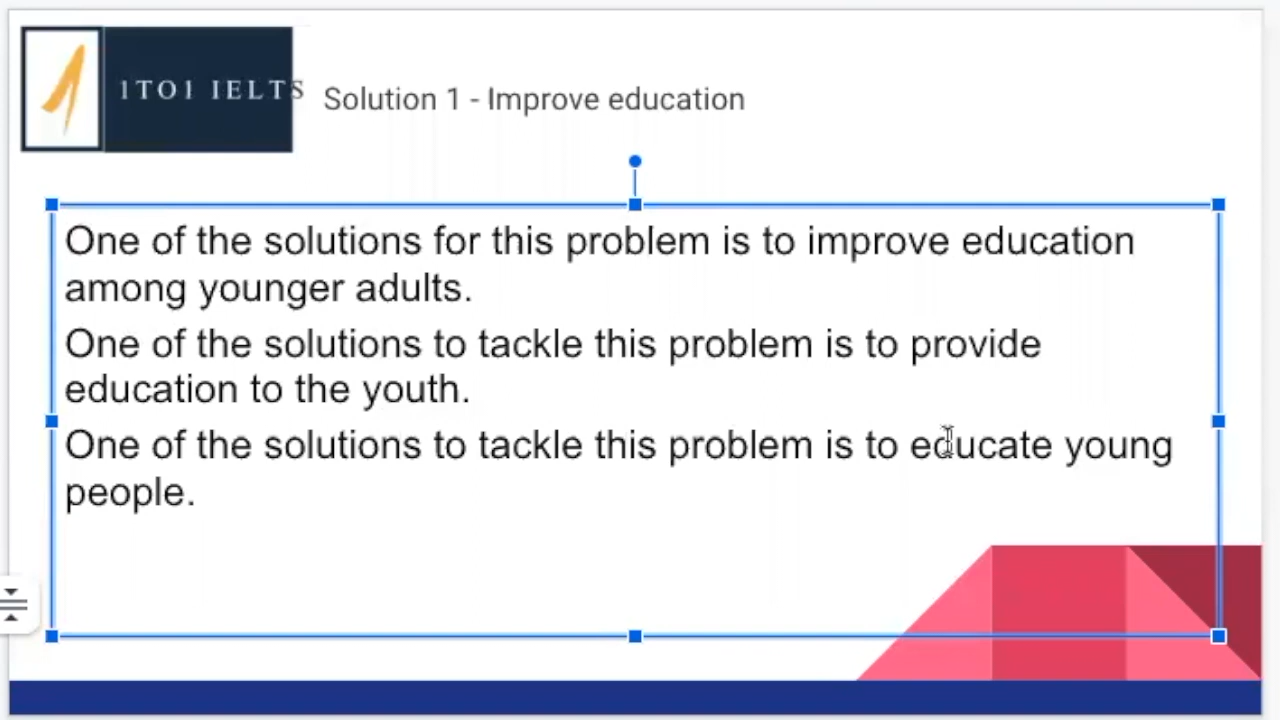 1TO1 IELTS
Solution 1 - Improve education
One of the solutions for this problem is to improve education
among younger adults.
One of the solutions to tackle this problem is to provide
education to the youth.
One of the solutions to tackle this problem is to educate young
people.